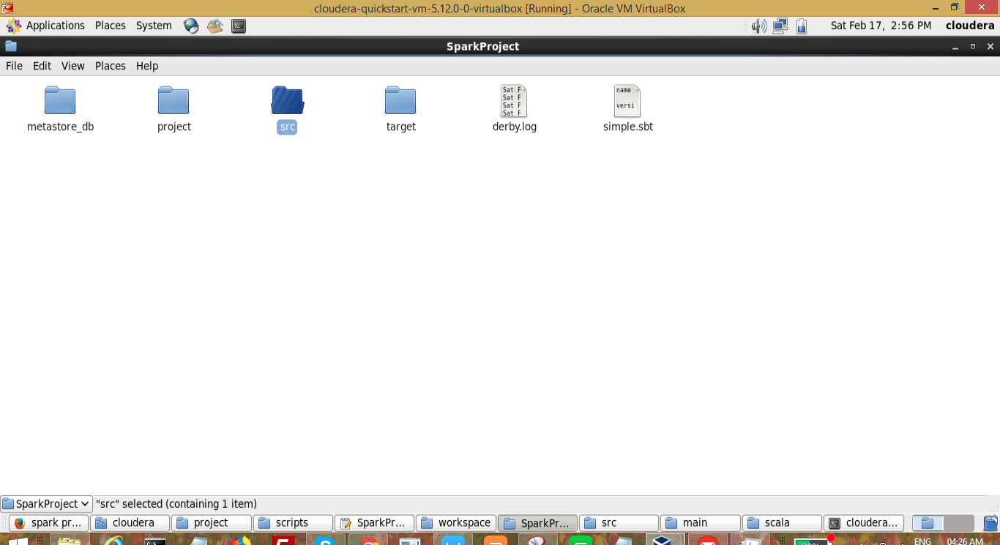 cloudera-quickstart-vm-5.12.0-0-virtualbox [Running] - Oracle VM VirtualBox
Applications Places System Sat Feb 17, 2:56 PM cloudera
SparkProject
File Edit View Places Help
Sat F
Sat F
Sat F
Sat F
name
versi
metastore_db project src target derby.log simple.sbt
SparkProject "src" selected (containing 1 item)
spark pr... cloudera project scripts SparkPr... workspace SparkPr... src main scala cloudera...
ENG 04:26 AM